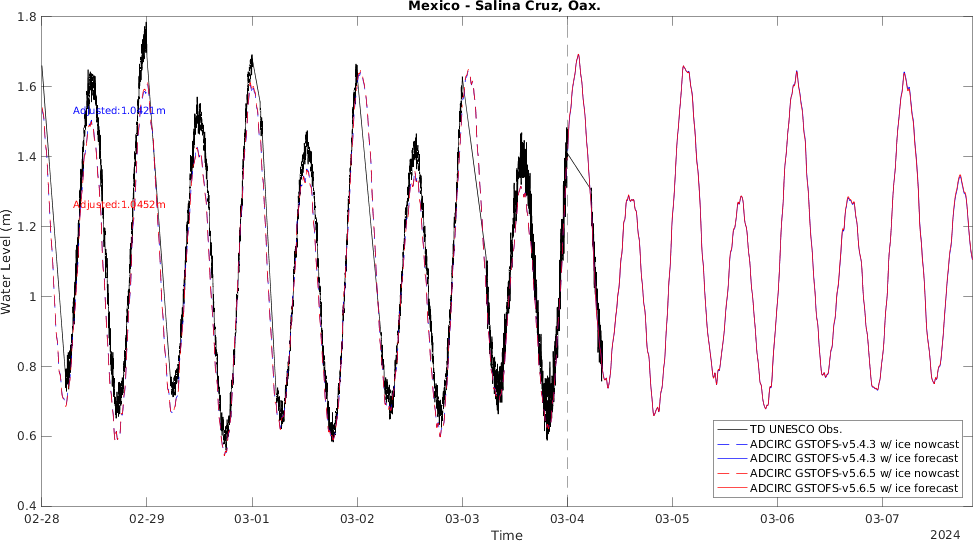 Mexico - Salina Cruz, Oax.
1.8
1.6
1.4
1.2
1
0.8
0.6
0.4
Water Level (m)
Adjusted:1.0421m
Adjusted:1.0452m
TD UNESCO Obs.
ADCIRC GSTOFS-v5.4.3 w/ ice nowcast
ADCIRC GSTOFS-v5.4.3 w/ ice forecast
ADCIRC GSTOFS-v5.6.5 w/ ice nowcast
ADCIRC GSTOFS-v5.6.5 w/ ice forecast
02-28 02-29 03-01 03-02 03-03 03-04 03-05 03-06 03-07
Time
2024